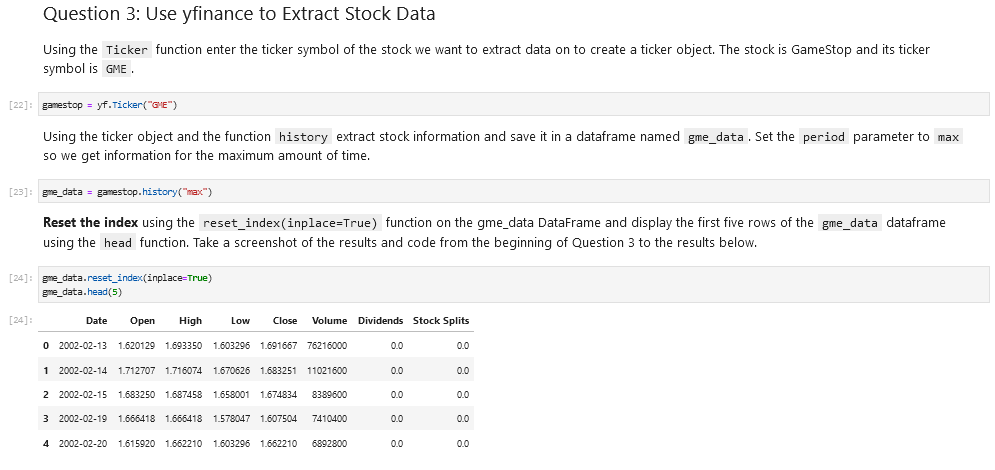 Question 3: Use yfinance to Extract Stock Data
Using the Ticker function enter the ticker symbol of the stock we want to extract data on to create a ticker object. The stock is GameStop and its ticker
symbol is GME .
[22]: gamestop = yf.Ticker("GME")
Using the ticker object and the function history extract stock information and save it in a dataframe named gme_data . Set the period parameter to max
so we get information for the maximum amount of time.
[23]: gme_data = gamestop.history("max")
Reset the index using the reset_index(inplace=True) function on the gme_data DataFrame and display the first five rows of the gme_data dataframe
using the head function. Take a screenshot of the results and code from the beginning of Question 3 to the results below.
[24]: gme_data.reset_index(inplace=True)
gme_data.head(5)
[24]: Date Open High Low Close Volume Dividends Stock Splits
0 2002-02-13 1.620129 1.693350 1.603296 1.691667 76216000 0.0 0.0
1 2002-02-14 1.712707 1.716074 1.670626 1.683251 11021600 0.0 0.0
2 2002-02-15 1.683250 1.687458 1.658001 1.674834 8389600 0.0 0.0
3 2002-02-19 1.666418 1.666418 1.578047 1.607504 7410400 0.0 0.0
4 2002-02-20 1.615920 1.662210 1.603296 1.662210 6892800 0.0 0.0